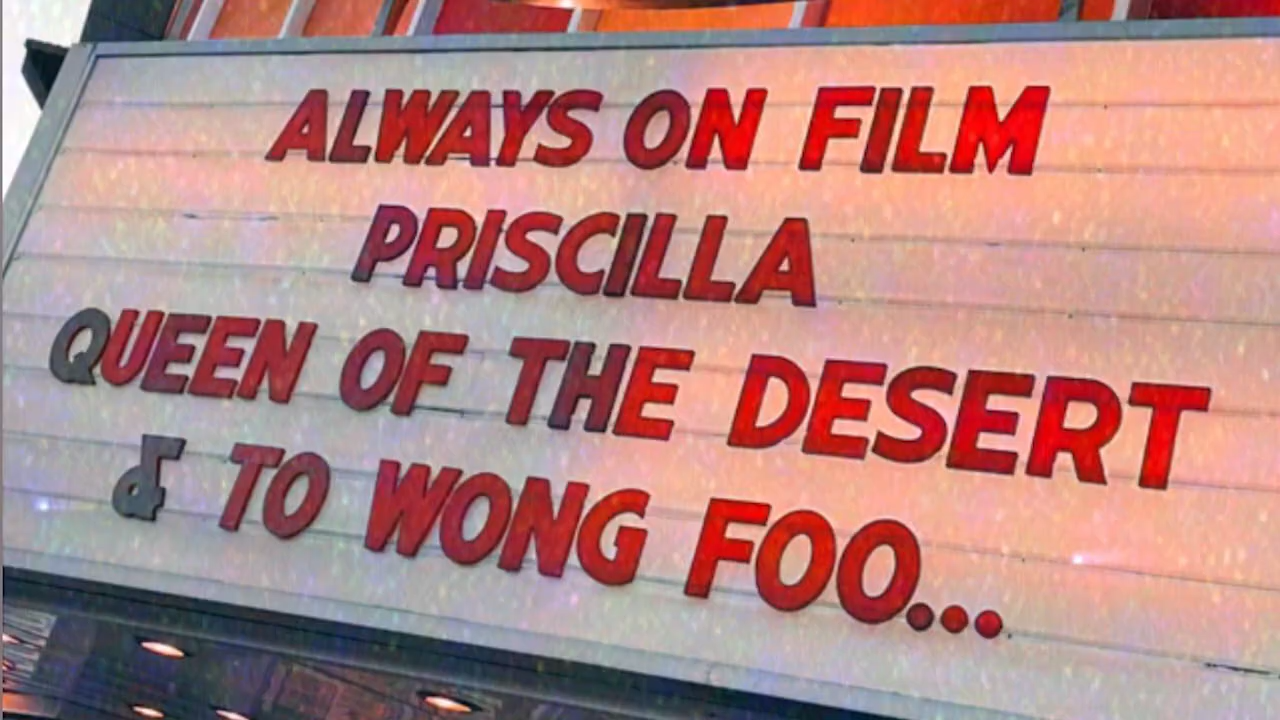 ALWAYS ON FILM
PRISCILLA
QUEEN OF THE DESERT
& TO WONG FOO...